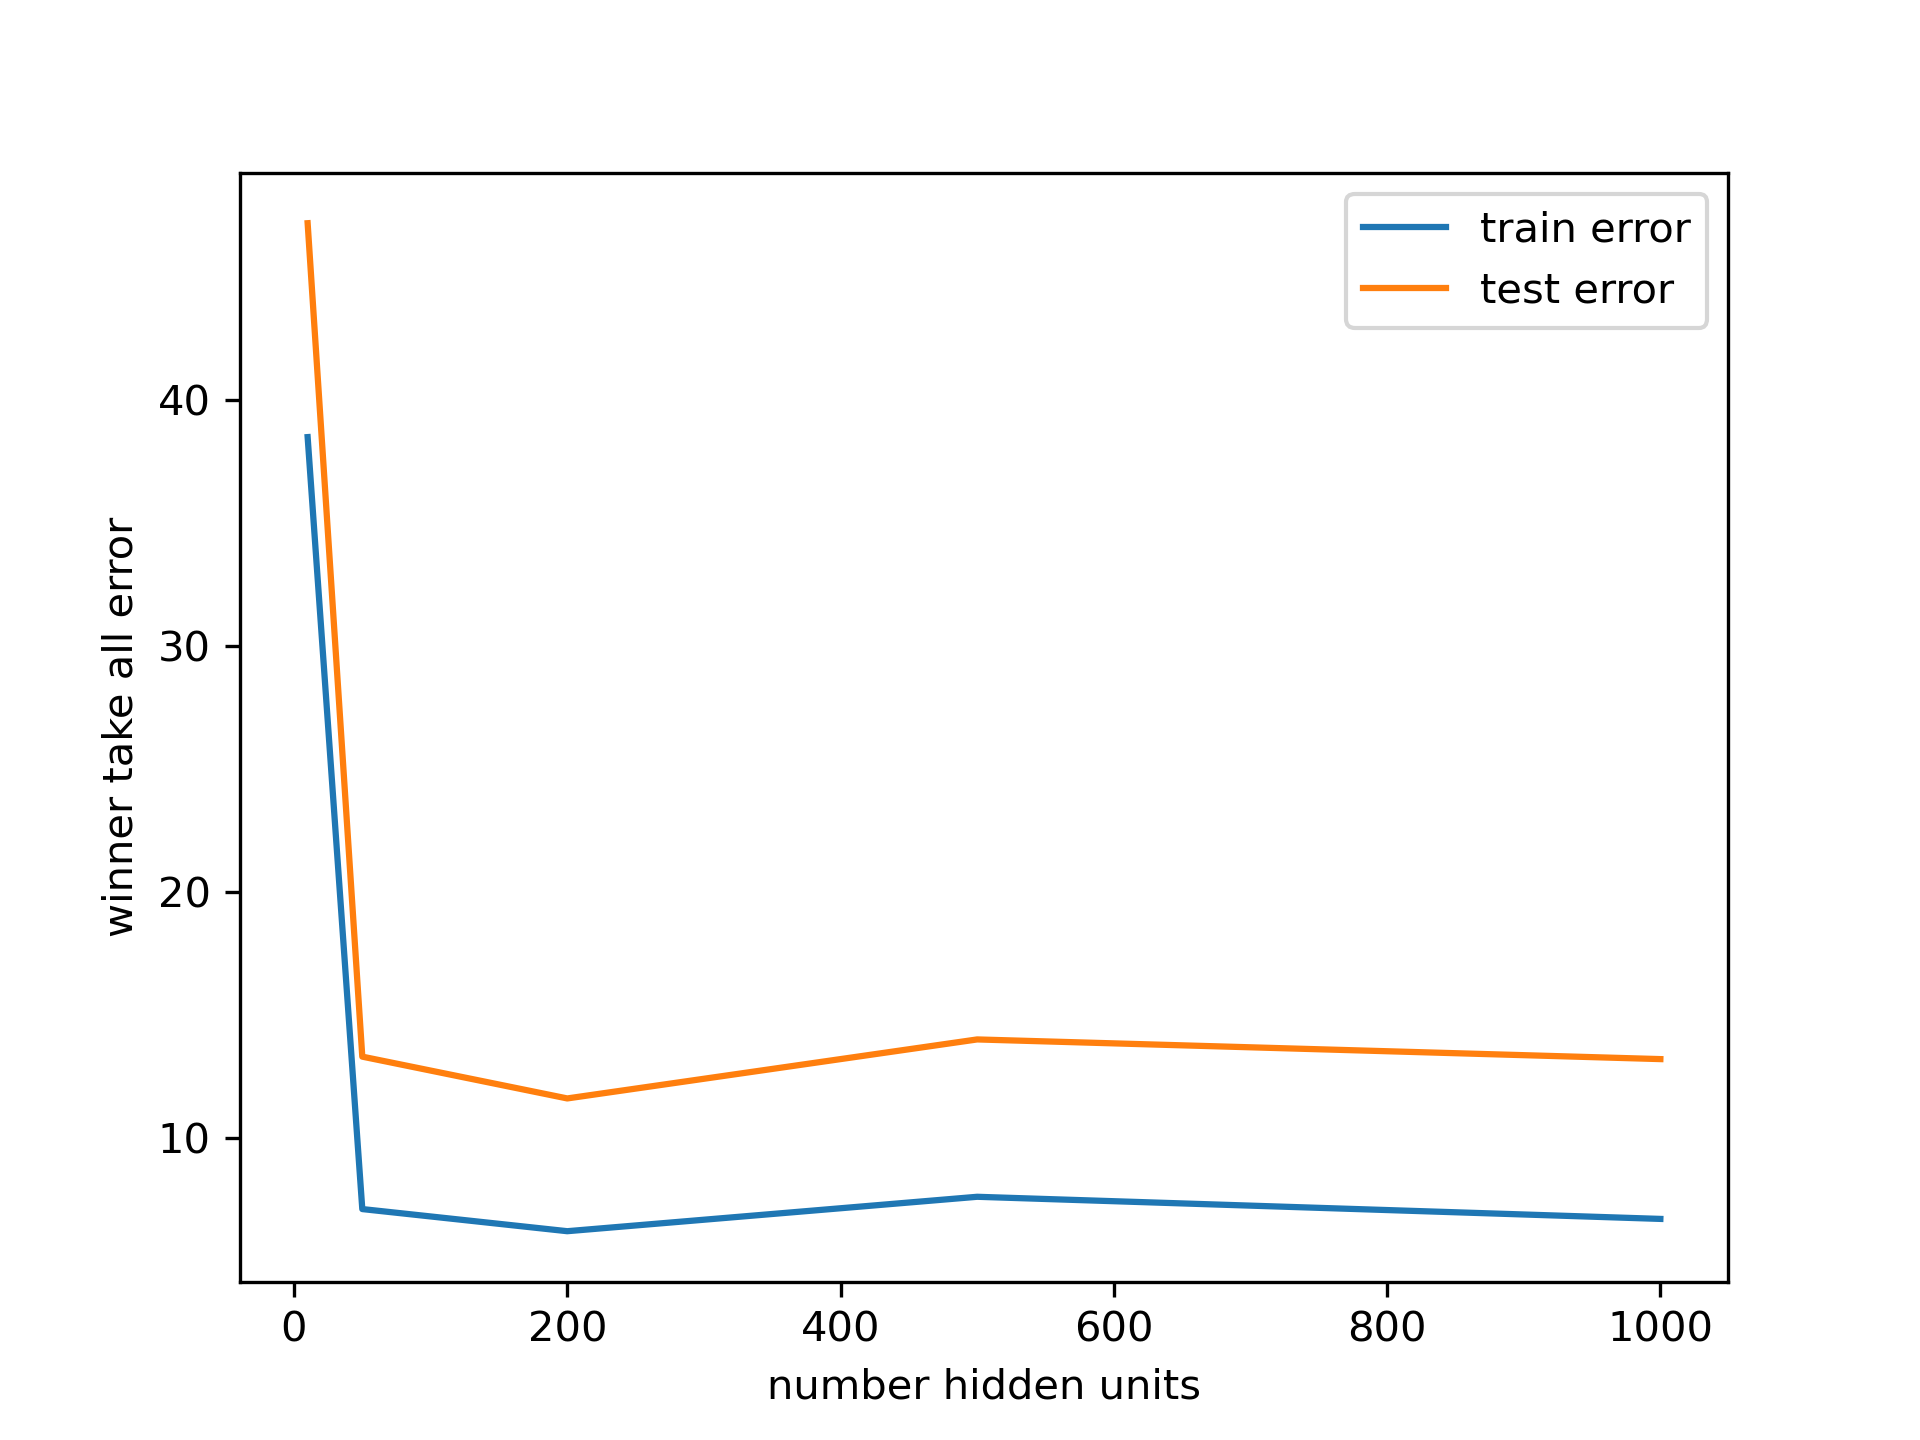 train error
test error
40
30
20
10
winner take all error
0 200 400 600 800 1000
number hidden units